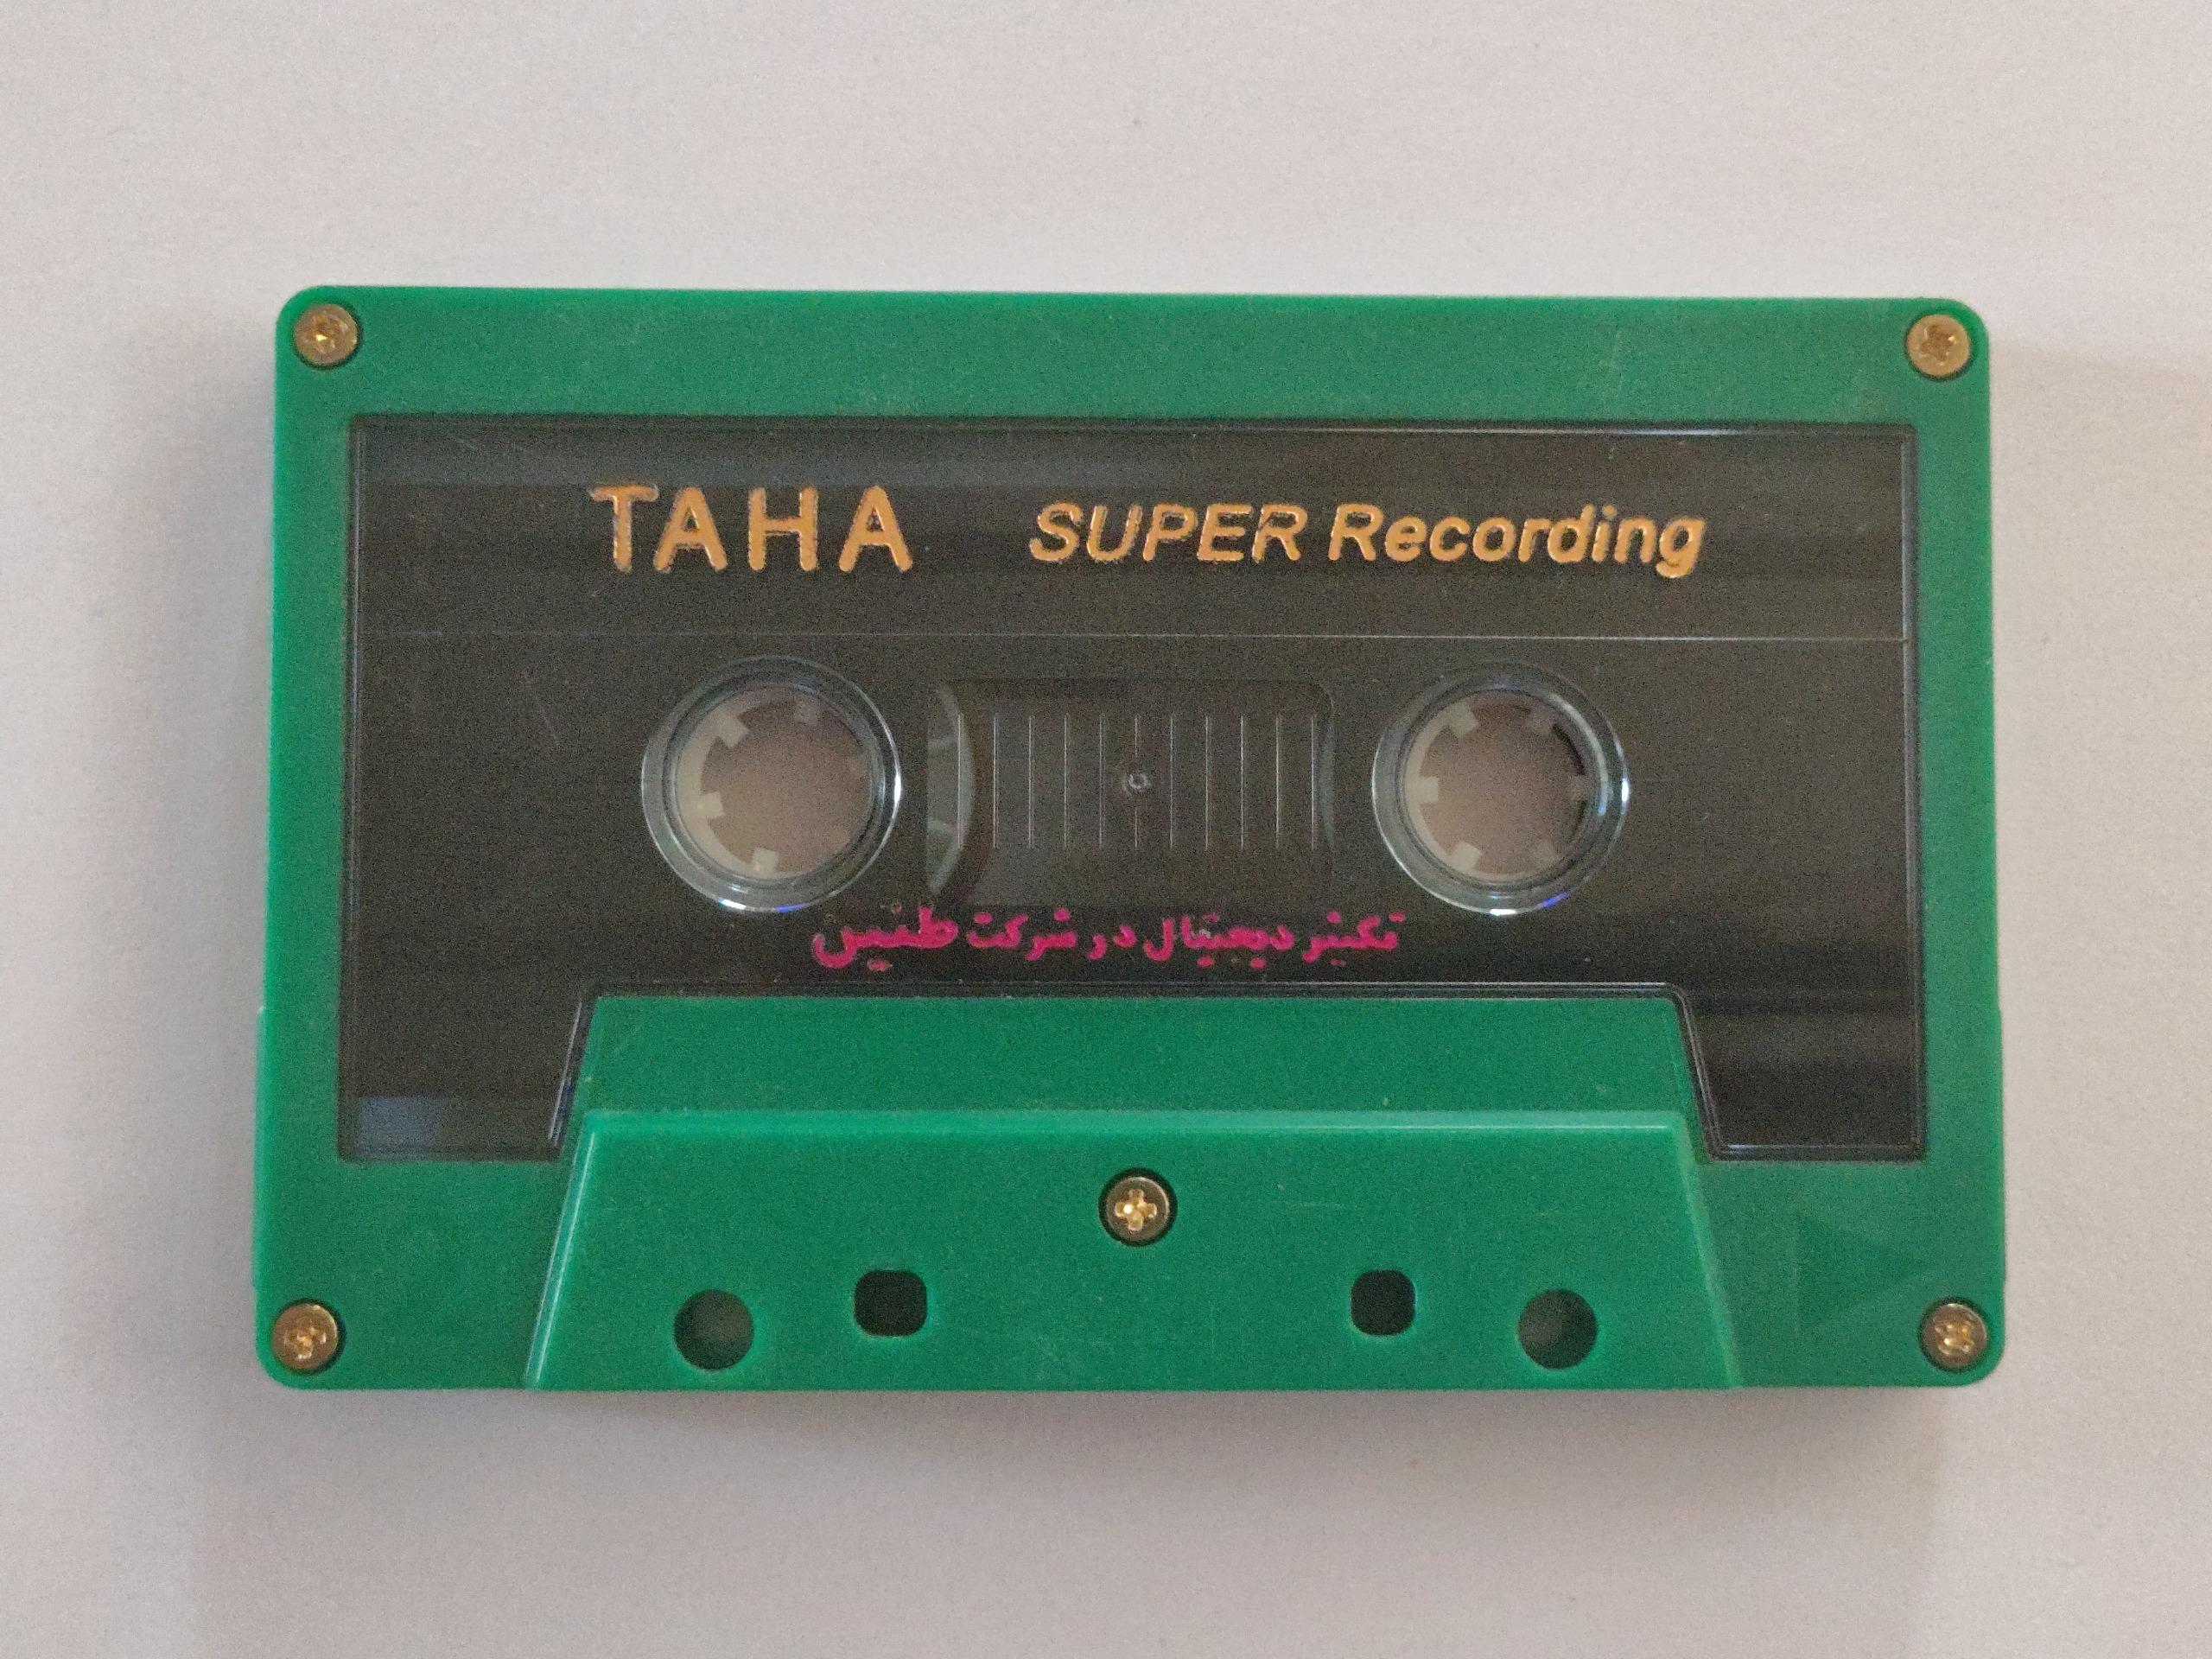 TAHA SUPER Recording
تکثیر دیجیتال در شرکت طنین